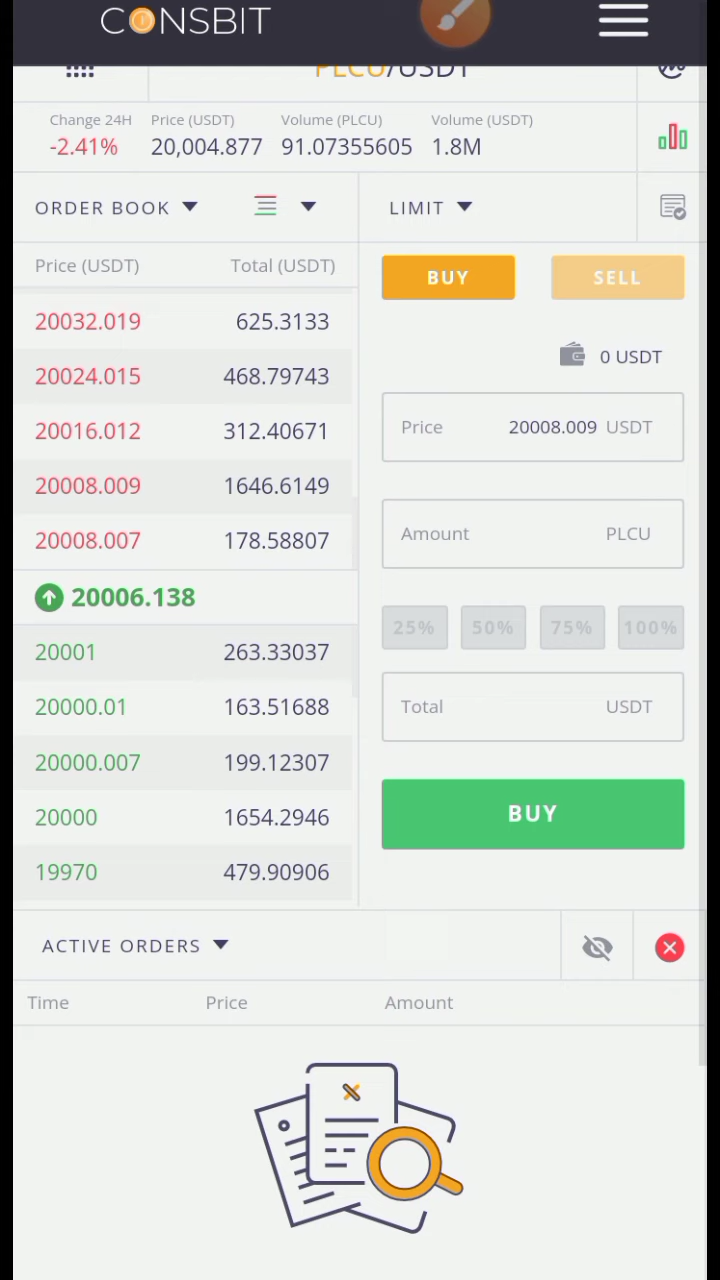 CONSBIT
PLCU/USDT
Change 24H Price (USDT) Volume (PLCU) Volume (USDT)
-2.41% 20,004.877 91.07355605 1.8M
ORDER BOOK
LIMIT
Price (USDT) Total (USDT)
20032.019 625.3133
20024.015 468.79743
20016.012 312.40671
20008.009 1646.6149
20008.007 178.58807
20006.138
20001 263.33037
20000.01 163.51688
20000.007 199.12307
20000 1654.2946
19970 479.90906
BUY SELL
0 USDT
Price 20008.009 USDT
Amount PLCU
25% 50% 75% 100%
Total USDT
BUY
ACTIVE ORDERS
Time Price Amount